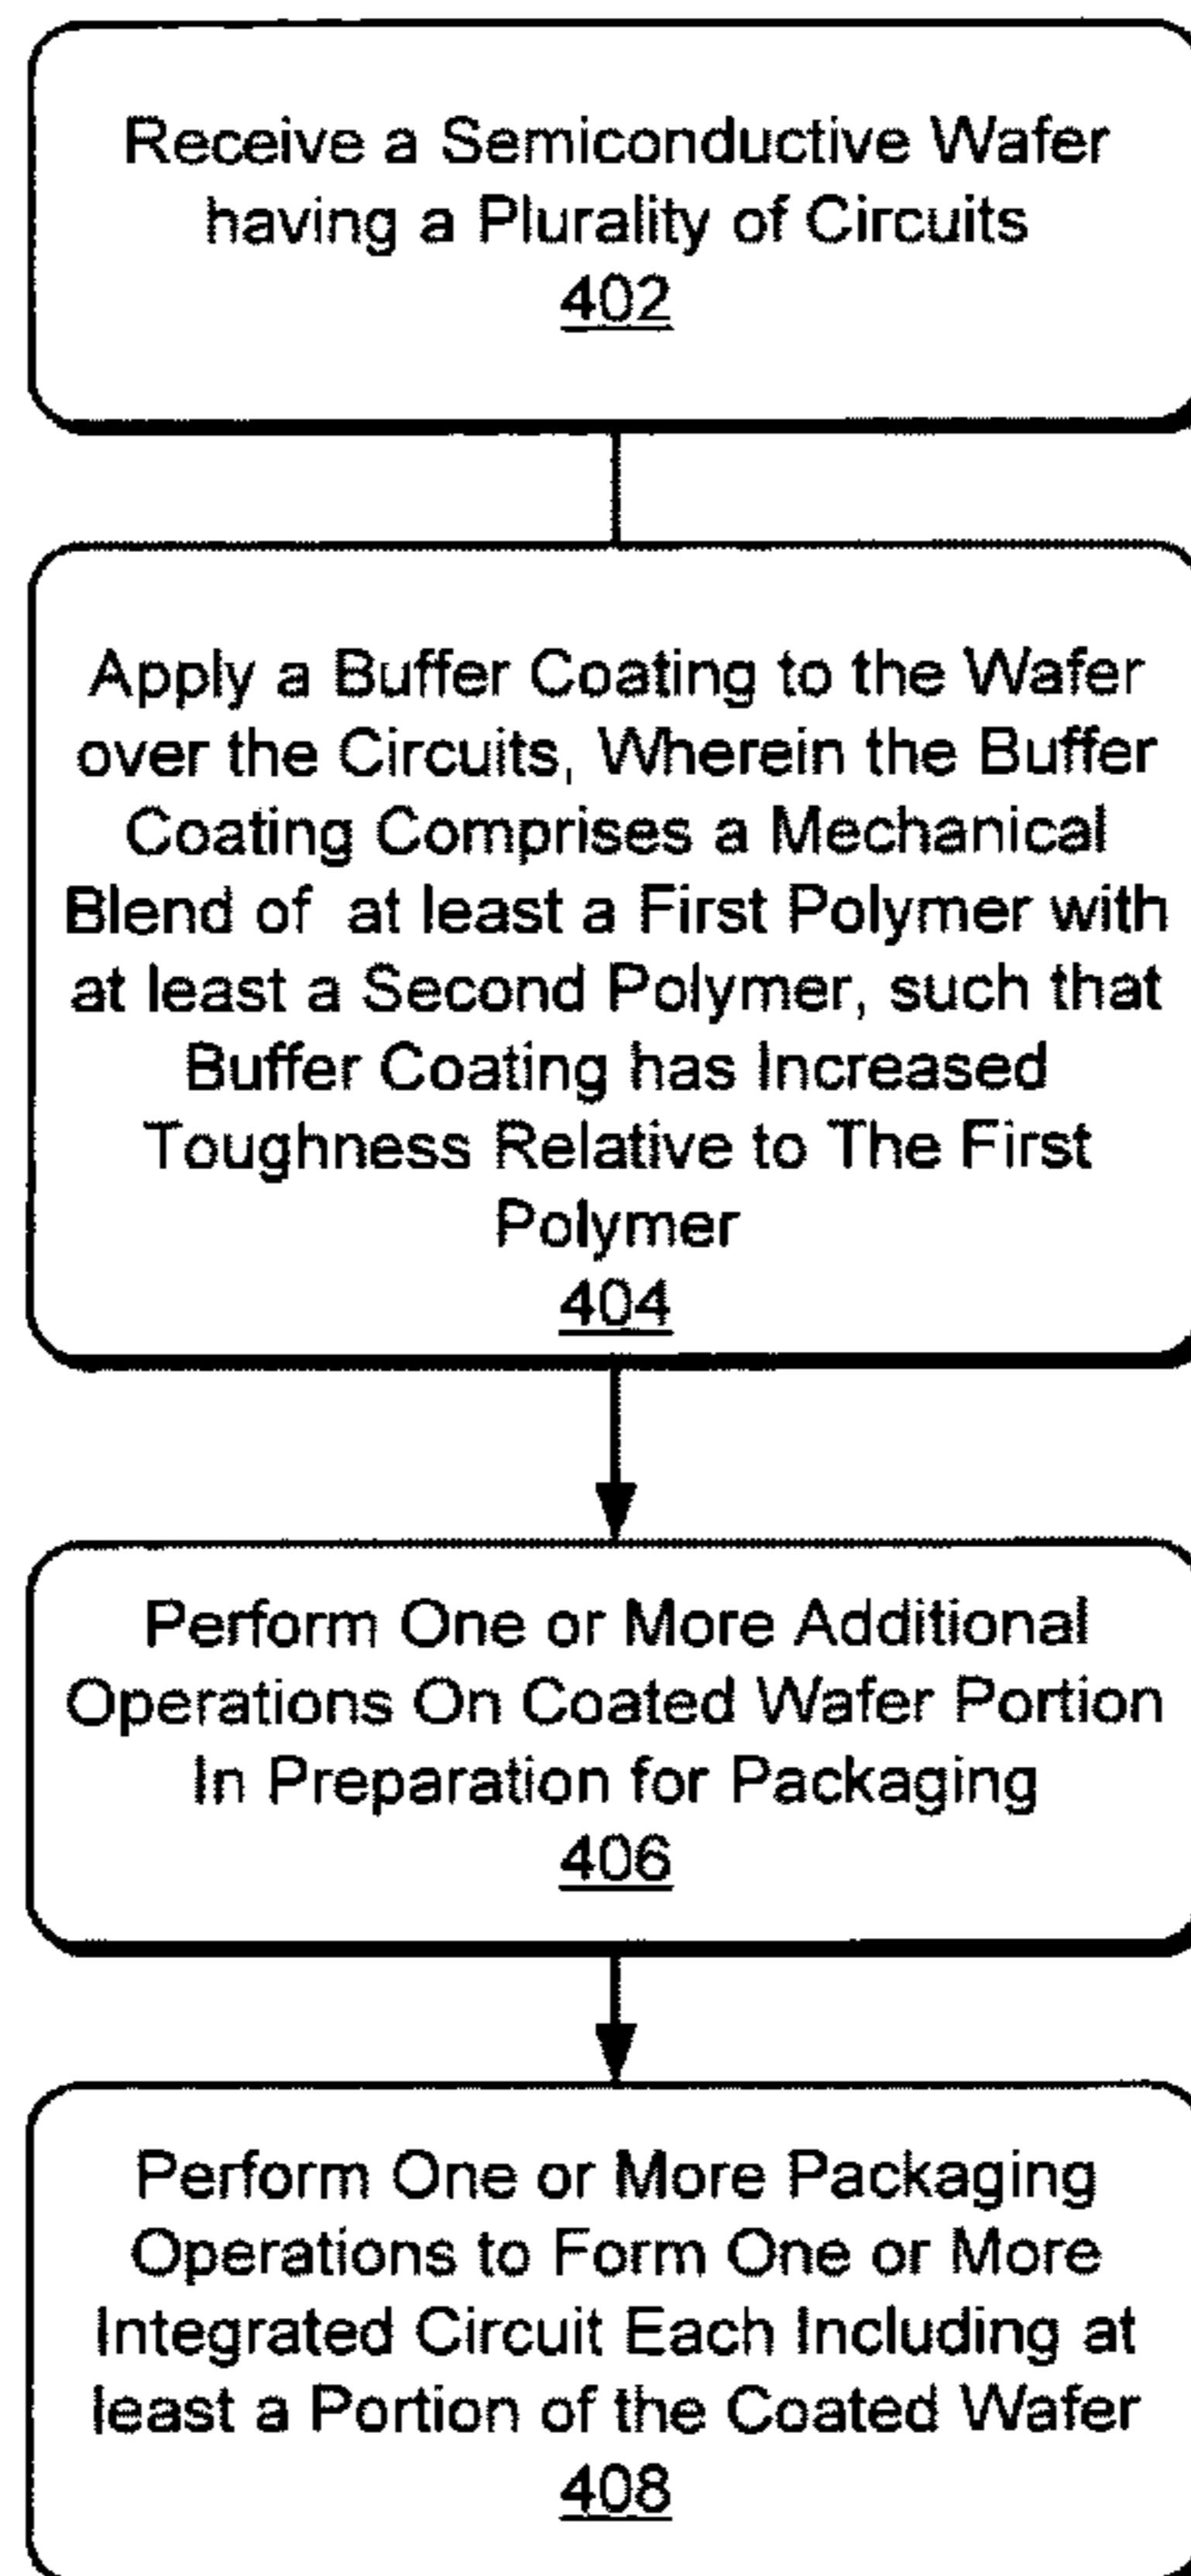 Receive a Semiconductive Wafer
having a Plurality of Circuits
402
Apply a Buffer Coating to the Wafer
over the Circuits, Wherein the Buffer
Coating Comprises a Mechanical
Blend of at least a First Polymer with
at least a Second Polymer, such that
Buffer Coating has Increased
Toughness Relative to The First
Polymer
404
Perform One or More Additional
Operations On Coated Wafer Portion
In Preparation for Packaging
406
Perform One or More Packaging
Operations to Form One or More
Integrated Circuit Each Including at
least a Portion of the Coated Wafer
408